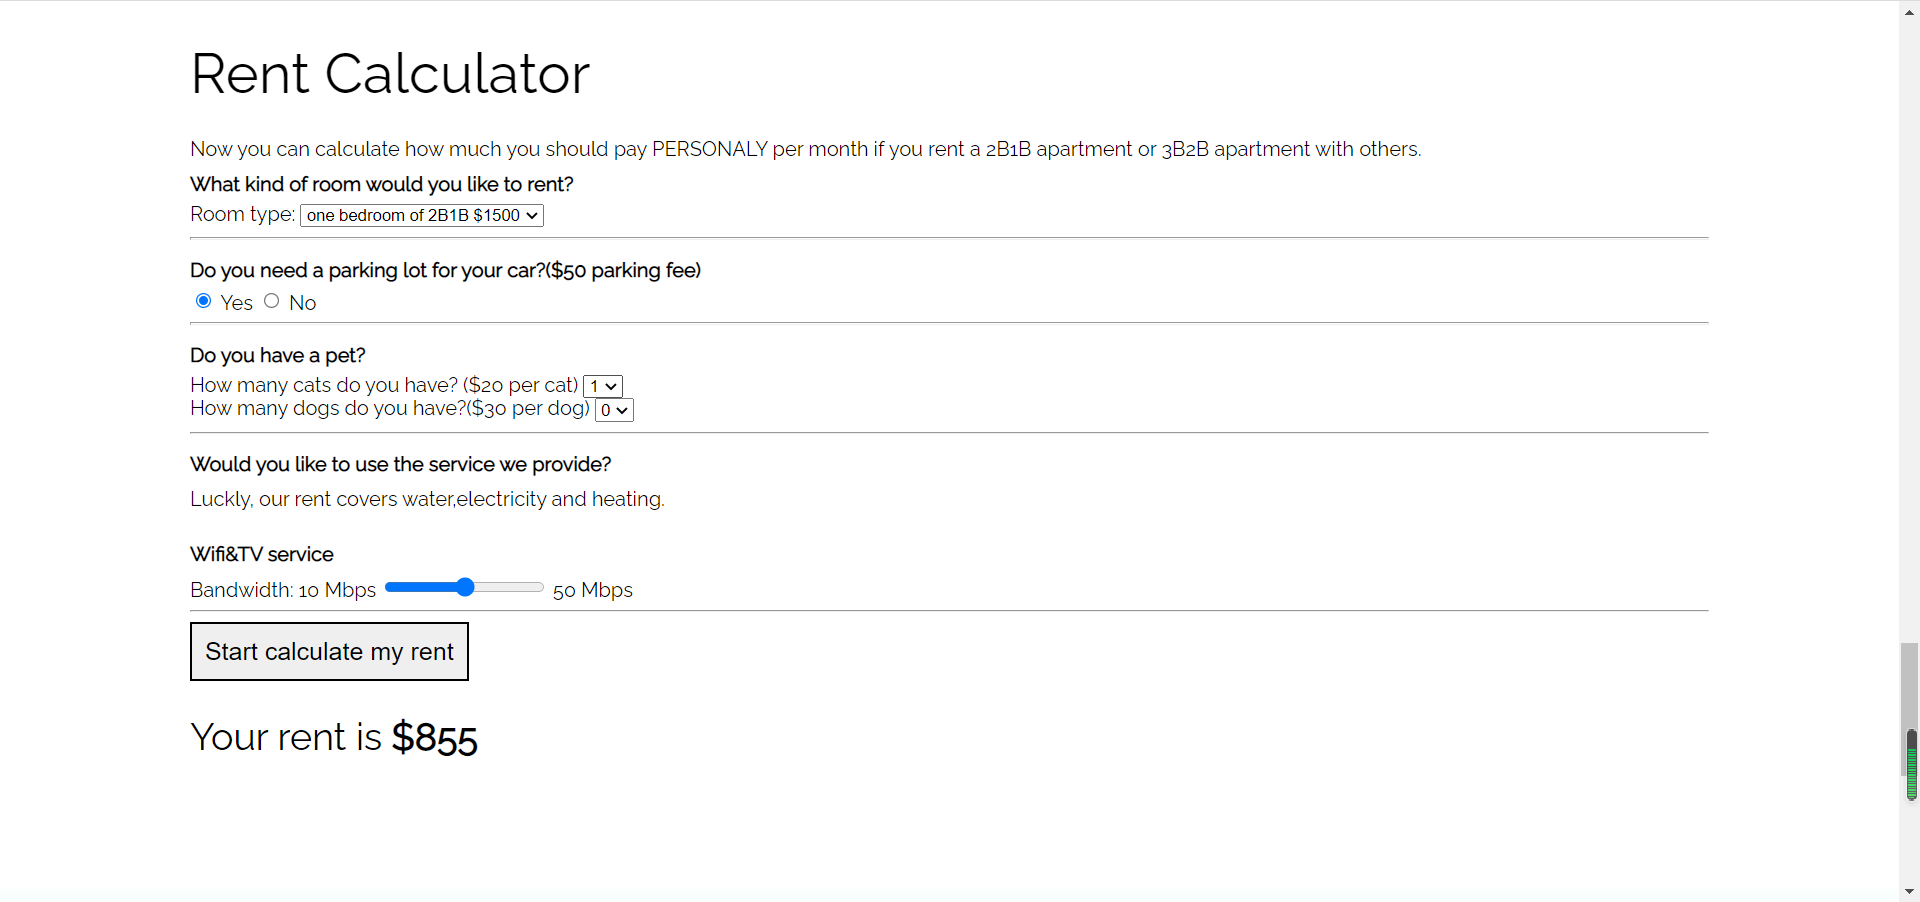 Rent Calculator
Now you can calculate how much you should pay PERSONALY per month if you rent a 2B1B apartment or 3B2B apartment with others.
What kind of room would you like to rent?
Room type: one bedroom of 2B1B $1500
Do you need a parking lot for your car?($50 parking fee)
Yes No
Do you have a pet?
How many cats do you have? ($20 per cat) 1
How many dogs do you have?($30 per dog) 0
Would you like to use the service we provide?
Luckly, our rent covers water,electricity and heating.
Wifi&TV service
Bandwidth: 10 Mbps 50 Mbps
Start calculate my rent
Your rent is $855